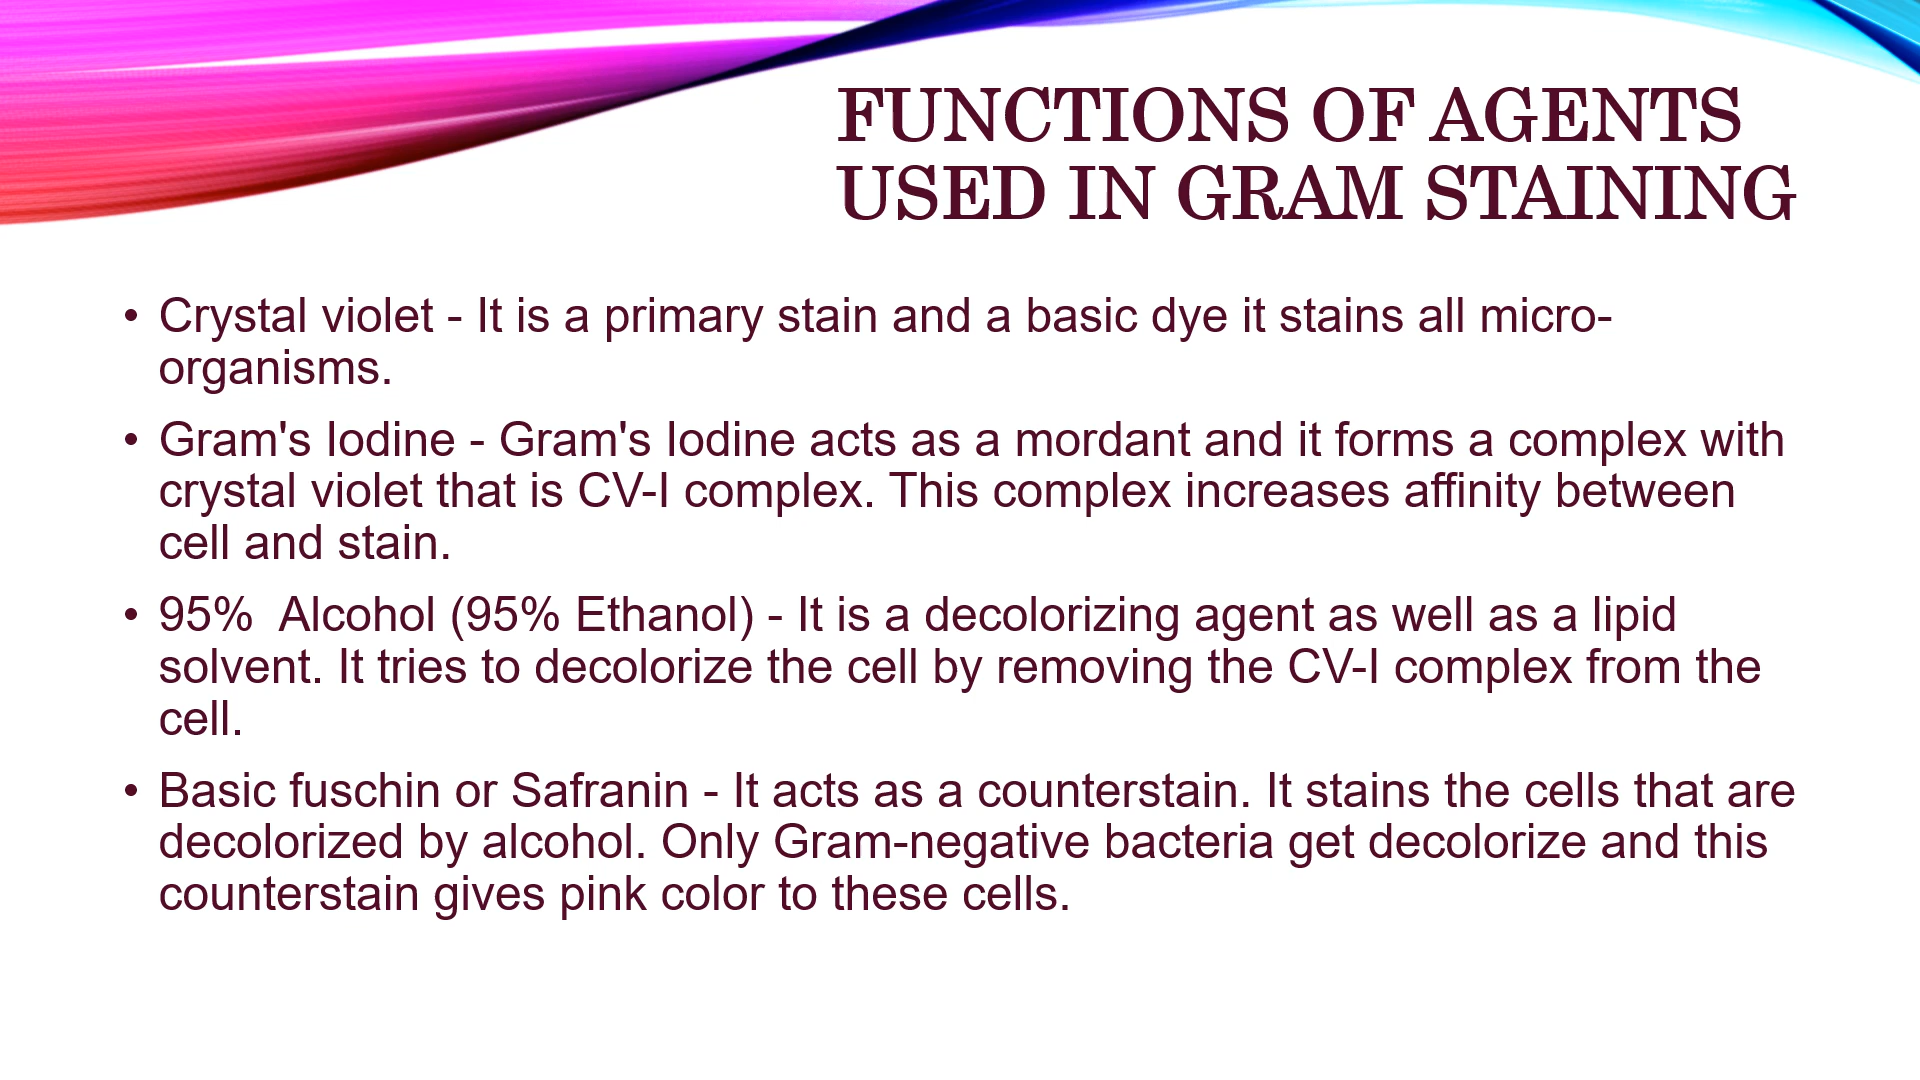 FUNCTIONS OF AGENTS
USED IN GRAM STAINING
• Crystal violet - It is a primary stain and a basic dye it stains all micro-
organisms.
• Gram's Iodine - Gram's Iodine acts as a mordant and it forms a complex with
crystal violet that is CV-I complex. This complex increases affinity between
cell and stain.
• 95%  Alcohol (95% Ethanol) - It is a decolorizing agent as well as a lipid
solvent. It tries to decolorize the cell by removing the CV-I complex from the
cell.
• Basic fuschin or Safranin - It acts as a counterstain. It stains the cells that are
decolorized by alcohol. Only Gram-negative bacteria get decolorize and this
counterstain gives pink color to these cells.